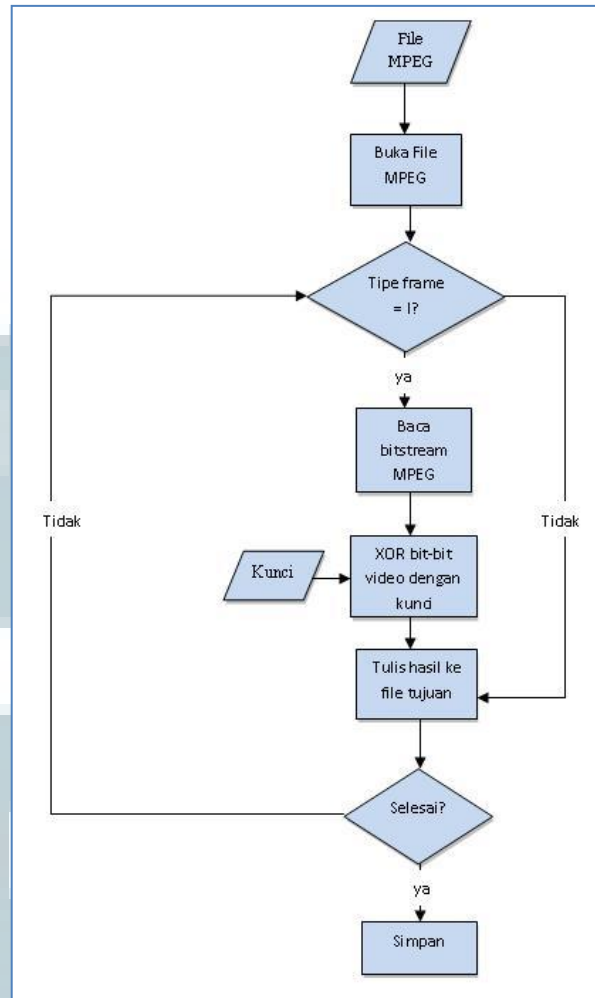 File
MPEG
Buka File
MPEG
Tipe frame
= I?
ya
Baca
bitstream
MPEG
Tidak
Tidak
Kunci
XOR bit-bit
video dengan
kunci
Tulis hasil ke
file tujuan
Selesai?
ya
Simpan